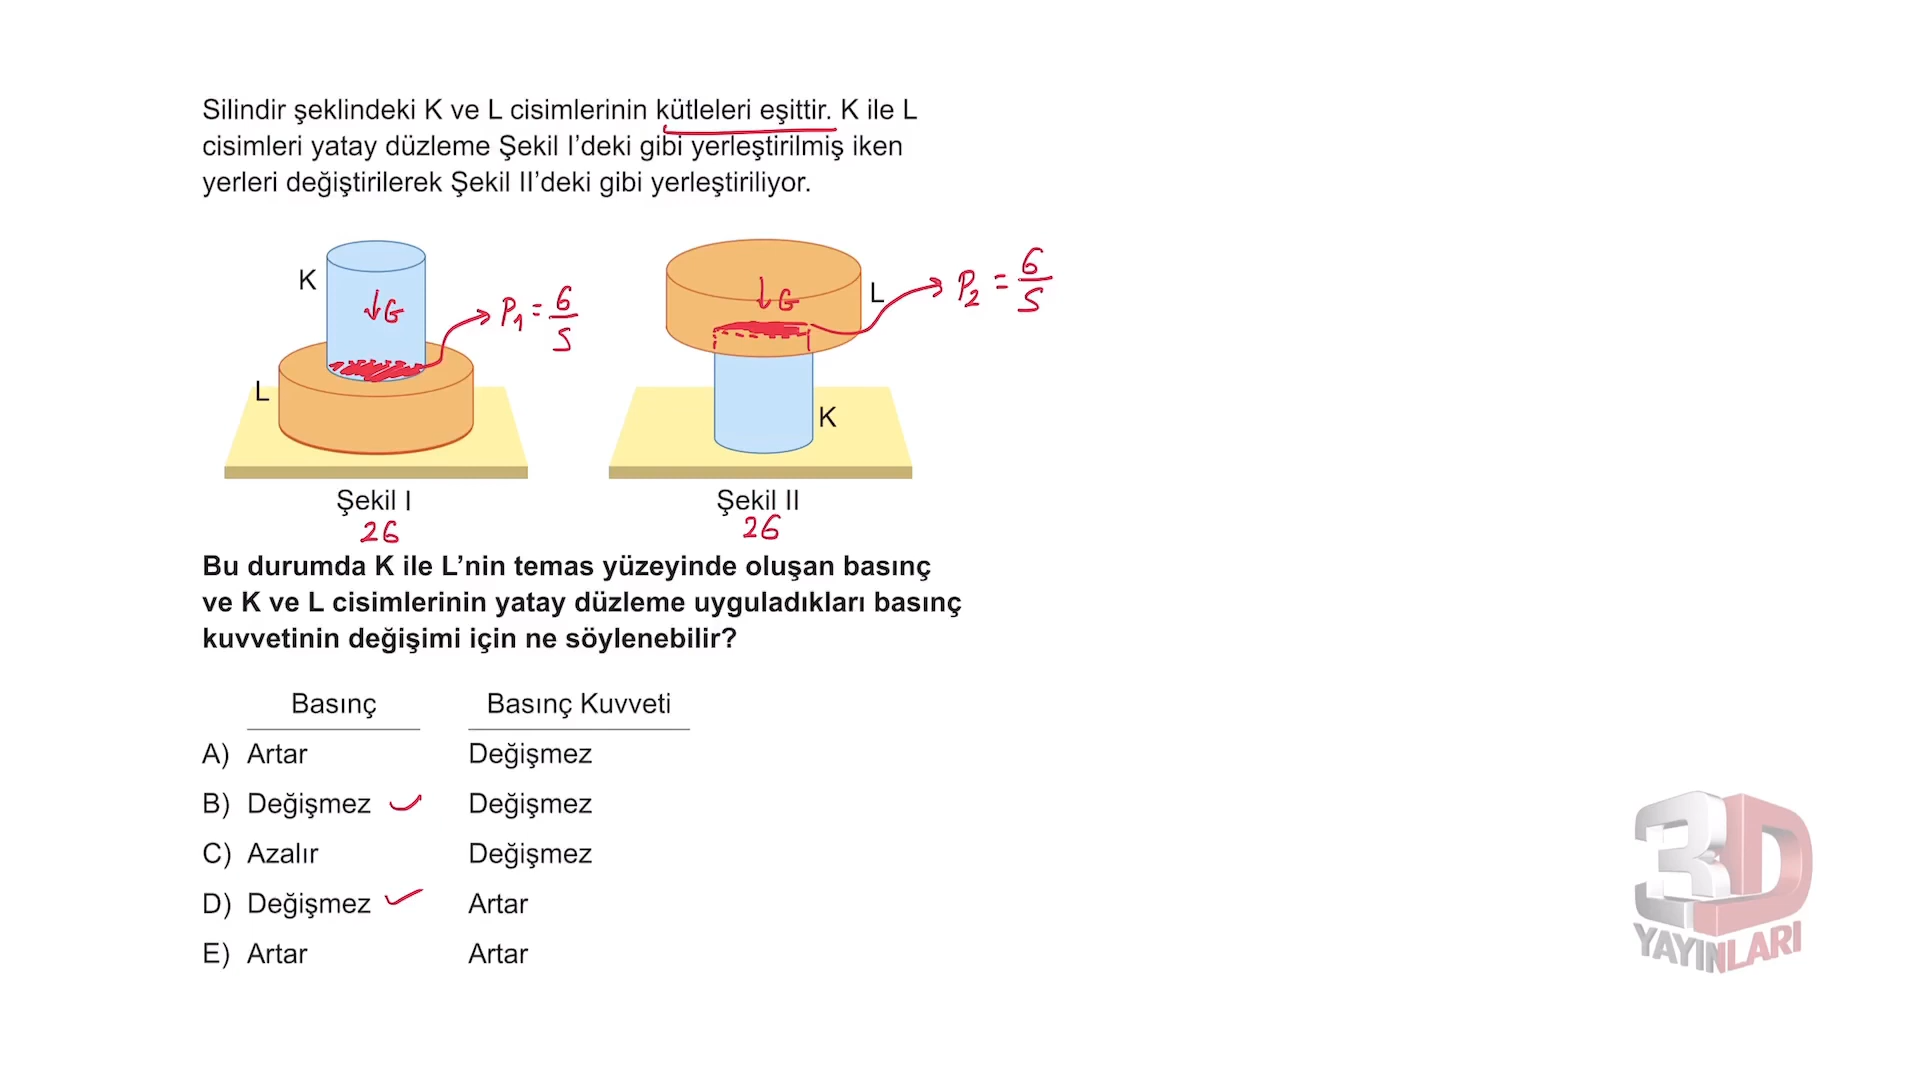 Silindir şeklindeki K ve L cisimlerinin kütleleri eşittir. K ile L
cisimleri yatay düzleme Şekil I’deki gibi yerleştirilmiş iken
yerleri değiştirilerek Şekil II’deki gibi yerleştiriliyor.
K
G
P1 = G/S
L
Şekil I
2G
L
G
P2 = G/S
K
Şekil II
2G
Bu durumda K ile L’nin temas yüzeyinde oluşan basınç
ve K ve L cisimlerinin yatay düzleme uyguladıkları basınç
kuvvetinin değişimi için ne söylenebilir?
Basınç Basınç Kuvveti
A) Artar Değişmez
B) Değişmez Değişmez
C) Azalır Değişmez
D) Değişmez Artar
E) Artar Artar
3D
YAYINLARI